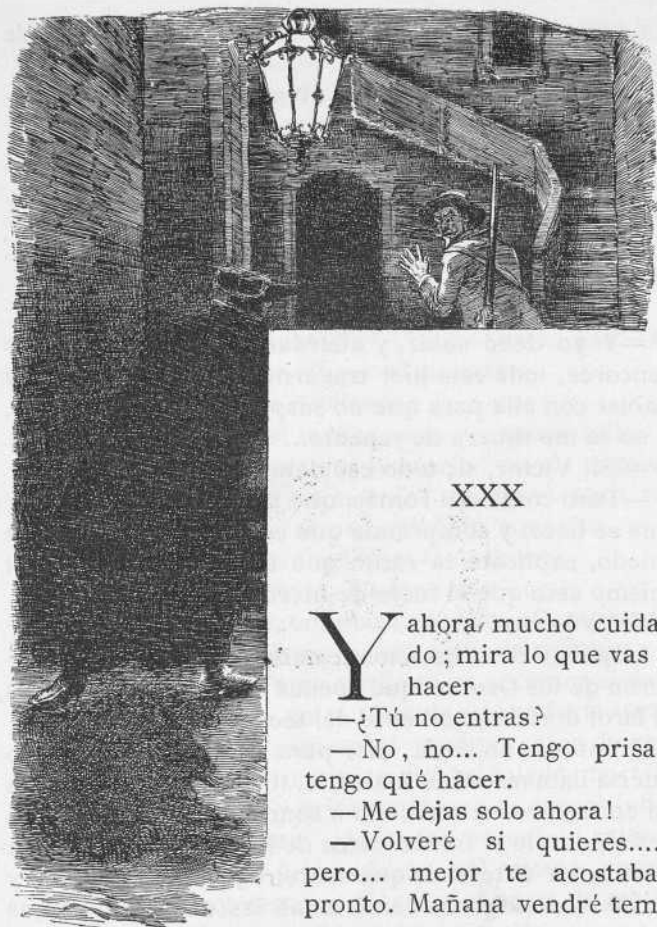 XXX
Y ahora mucho cuida
do; mira lo que vas
hacer.
—¿Tú no entras?
—No, no... Tengo prisa
tengo que hacer.
—¡Me dejas solo ahora!
—Volveré si quieres...
pero... mejor te acostaba
pronto. Mañana vendré tem